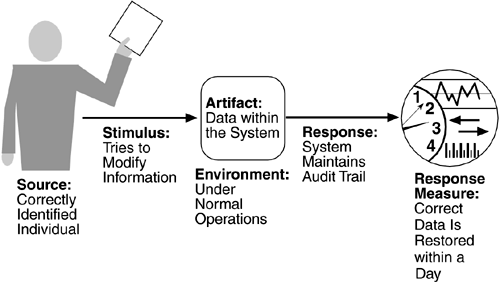 Source:
Correctly
Identified
Individual
Stimulus:
Tries to
Modify
Information
Artifact:
Data within
the System
Environment:
Under
Normal
Operations
Response:
System
Maintains
Audit Trail
1
2
3
4
Response
Measure:
Correct
Data Is
Restored
within a
Day